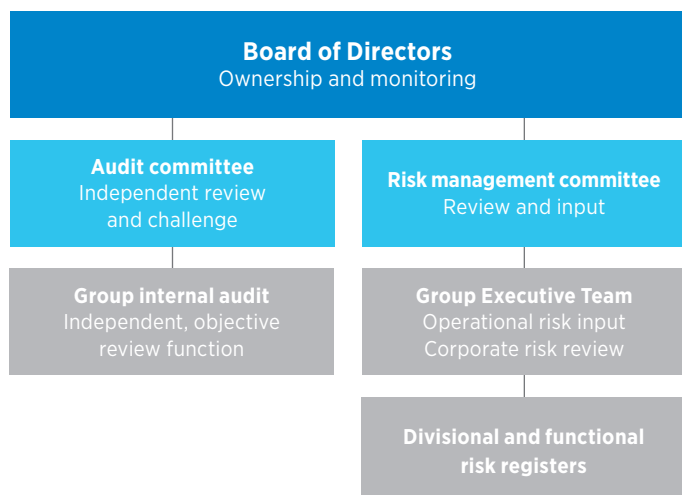 Board of Directors
Ownership and monitoring
Audit committee
Independent review
and challenge
Risk management committee
Review and input
Group internal audit
Independent, objective
review function
Group Executive Team
Operational risk input
Corporate risk review
Divisional and functional
risk registers